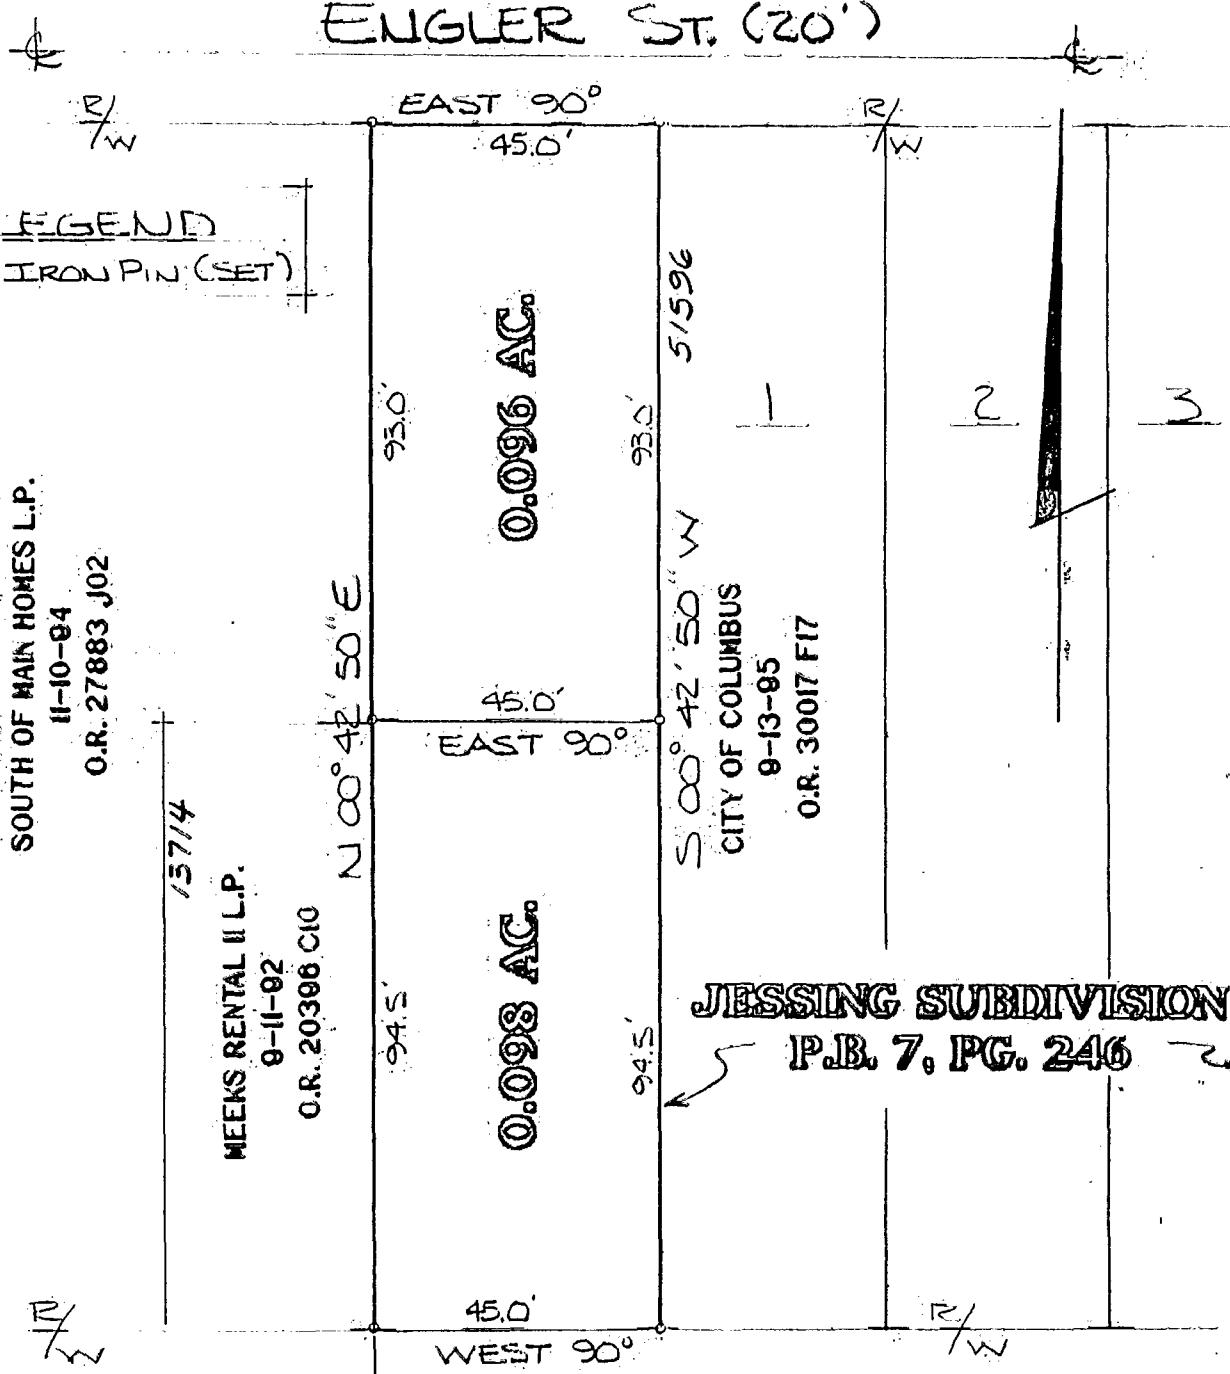 ENGLER ST. (20')
R/W
EAST 90°
R/W
45.0'
EGEND
IRON PIN (SET)
93.0'
0.096 AC.
93.0'
51596
1
2
3
SOUTH OF MAIN HOMES L.P.
11-10-94
O.R. 27883 J02
N 00° 42' 50" E
S 00° 42' 50" W
CITY OF COLUMBUS
9-13-95
O.R. 30017 F17
45.0'
EAST 90°
13714
MEEKS RENTAL II L.P.
9-11-92
O.R. 20398 C10
94.5'
0.098 AC.
94.5'
JESSING SUBDIVISION
P.B. 7, PG. 246
R/W
45.0'
WEST 90°
R/W